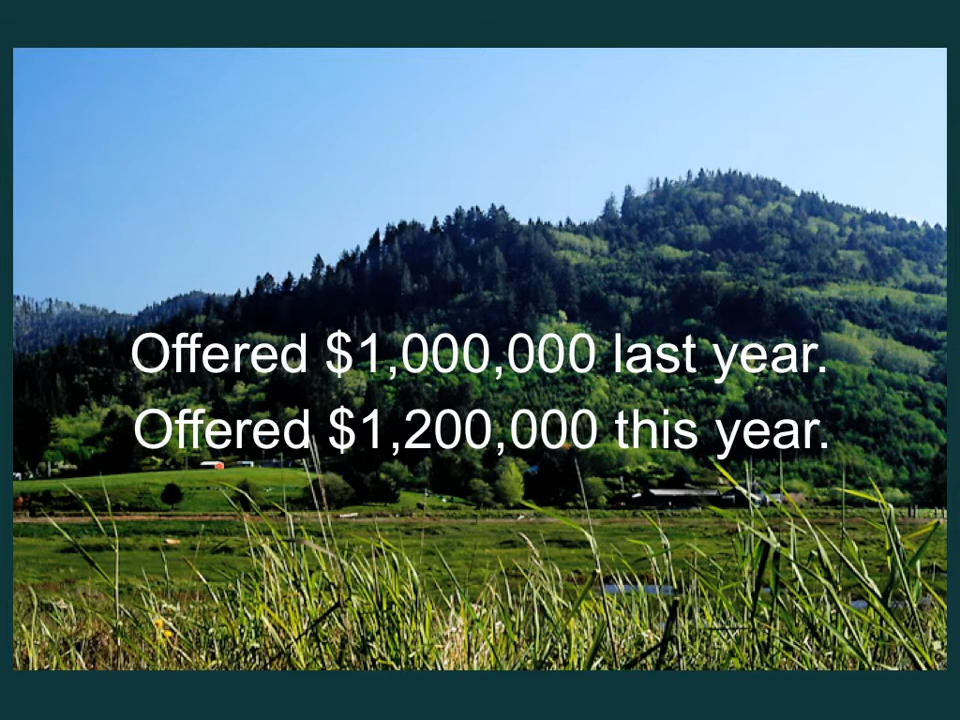 Offered $1,000,000 last year.
Offered $1,200,000 this year.